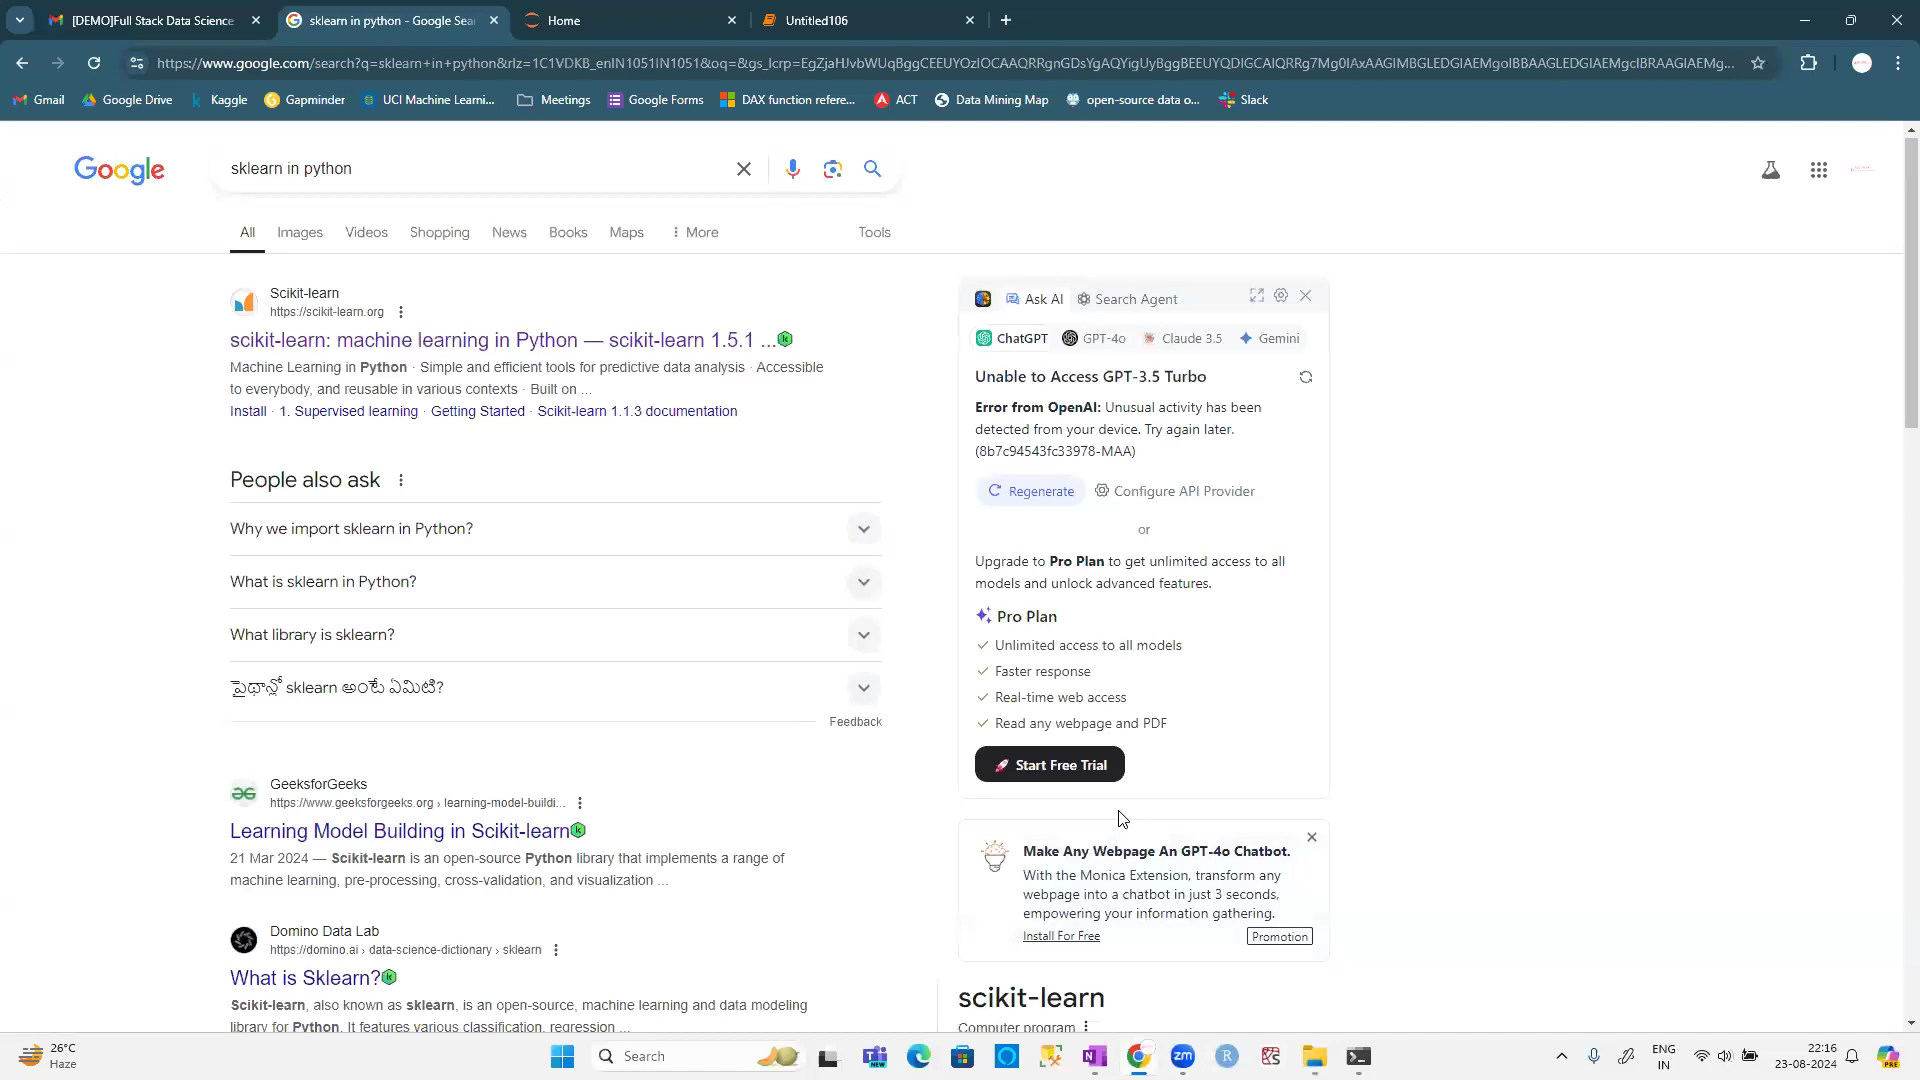 [DEMO]Full Stack Data Science
sklearn in python - Google Sea
Home
Untitled106
https://www.google.com/search?q=sklearn+in+python&rlz=1C1VDKB_enIN1051IN1051&oq=&gs_lcrp=
Gmail
Google Drive
Kaggle
Gapminder
UCI Machine Learni...
Meetings
Google Forms
DAX function refere...
ACT
Data Mining Map
open-source data o...
Slack
Google
sklearn in python
All
Images
Videos
Shopping
News
Books
Maps
More
Tools
Scikit-learn
https://scikit-learn.org
scikit-learn: machine learning in Python — scikit-learn 1.5.1 ...
Machine Learning in Python · Simple and efficient tools for predictive data analysis · Accessible
to everybody, and reusable in various contexts · Built on ...
Install · 1. Supervised learning · Getting Started · Scikit-learn 1.1.3 documentation
People also ask
Why we import sklearn in Python?
What is sklearn in Python?
What library is sklearn?
పైథాన్లో sklearn అంటే ఏమిటి?
Feedback
GeeksforGeeks
https://www.geeksforgeeks.org › learning-model-buildi...
Learning Model Building in Scikit-learn
21 Mar 2024 — Scikit-learn is an open-source Python library that implements a range of
machine learning, pre-processing, cross-validation, and visualization ...
Domino Data Lab
https://domino.ai › data-science-dictionary › sklearn
What is Sklearn?
Scikit-learn, also known as sklearn, is an open-source, machine learning and data modeling
library for Python. It features various classification, regression ...
Ask AI
Search Agent
ChatGPT
GPT-4o
Claude 3.5
Gemini
Unable to Access GPT-3.5 Turbo
Error from OpenAI: Unusual activity has been
detected from your device. Try again later.
(8b7c94543fc33978-MAA)
Regenerate
Configure API Provider
or
Upgrade to Pro Plan to get unlimited access to all
models and unlock advanced features.
Pro Plan
Unlimited access to all models
Faster response
Real-time web access
Read any webpage and PDF
Start Free Trial
Make Any Webpage An GPT-4o Chatbot.
With the Monica Extension, transform any
webpage into a chatbot in just 3 seconds,
empowering your information gathering.
Install For Free
Promotion
scikit-learn
Computer program
26°C
Haze
Search
ENG
IN
22:16
23-08-2024